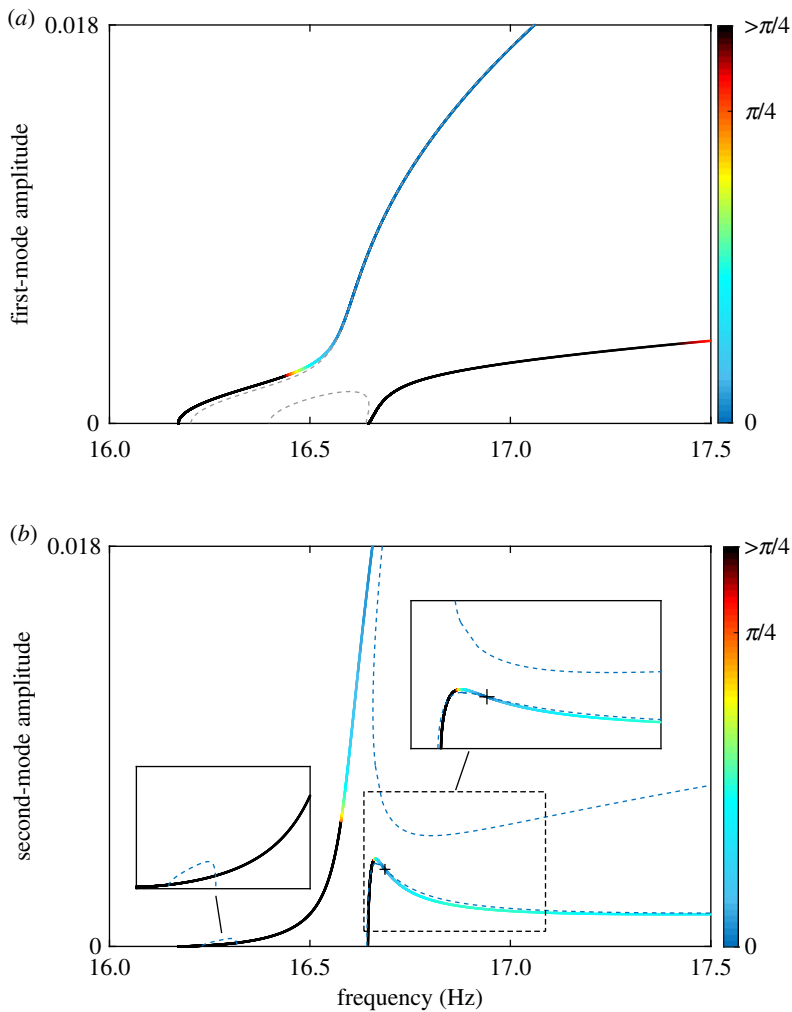 (a)
0.018
>π/4
π/4
first-mode amplitude
0
0
16.0 16.5 17.0 17.5
(b)
0.018
>π/4
π/4
second-mode amplitude
0
0
16.0 16.5 17.0 17.5
frequency (Hz)